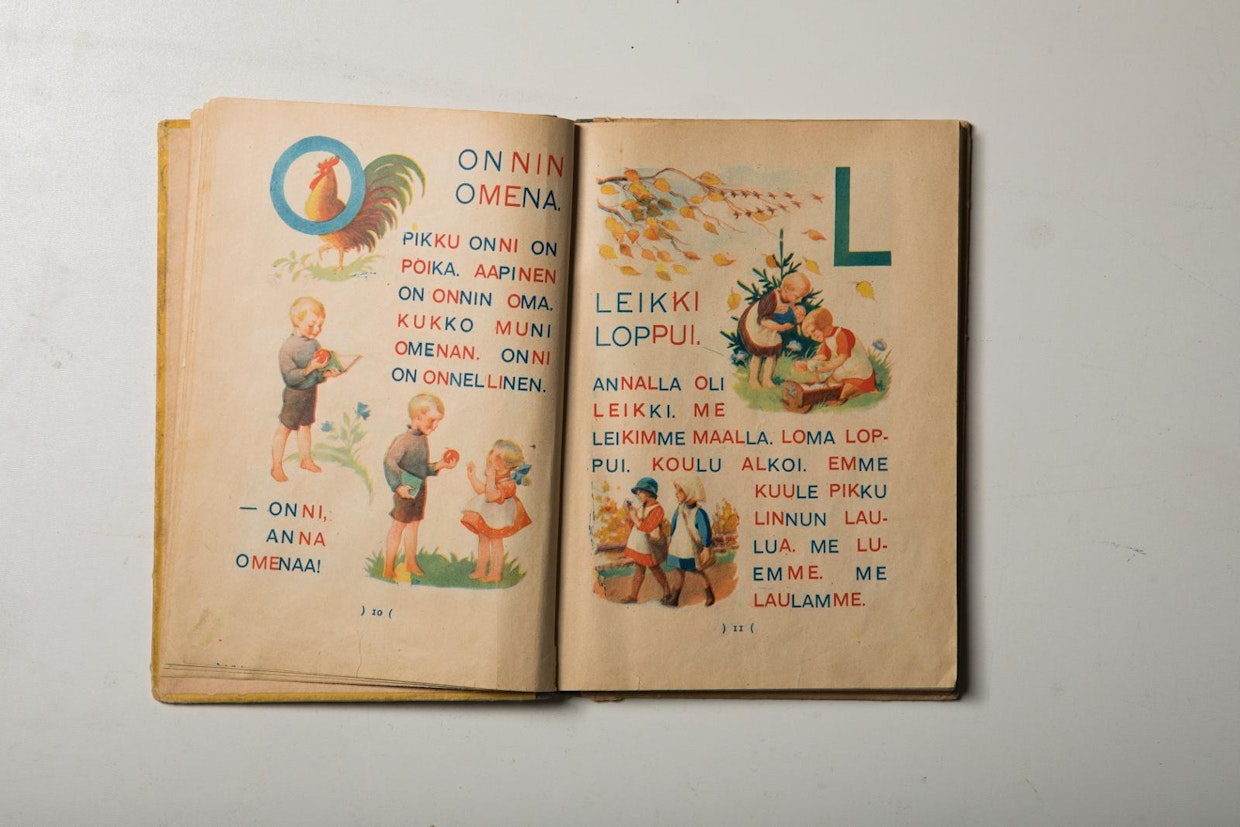 O
ONNIN
OMENA.
PIKKU ONNI ON
POIKA. AAPINEN
ON ONNIN OMA.
KUKKO MUNI
OMENAN. ONNI
ON ONNELLINEN.
— ONNI,
ANNA
OMENAA!
) 10 (
L
LEIKKI
LOPPUI.
ANNALLA OLI
LEIKKI. ME
LEIKIMME MAALLA. LOMA LOP-
PUI. KOULU ALKOI. EMME
KUULE PIKKU
LINNUN LAU-
LUA. ME LU-
EMME. ME
LAULAMME.
) 11 (